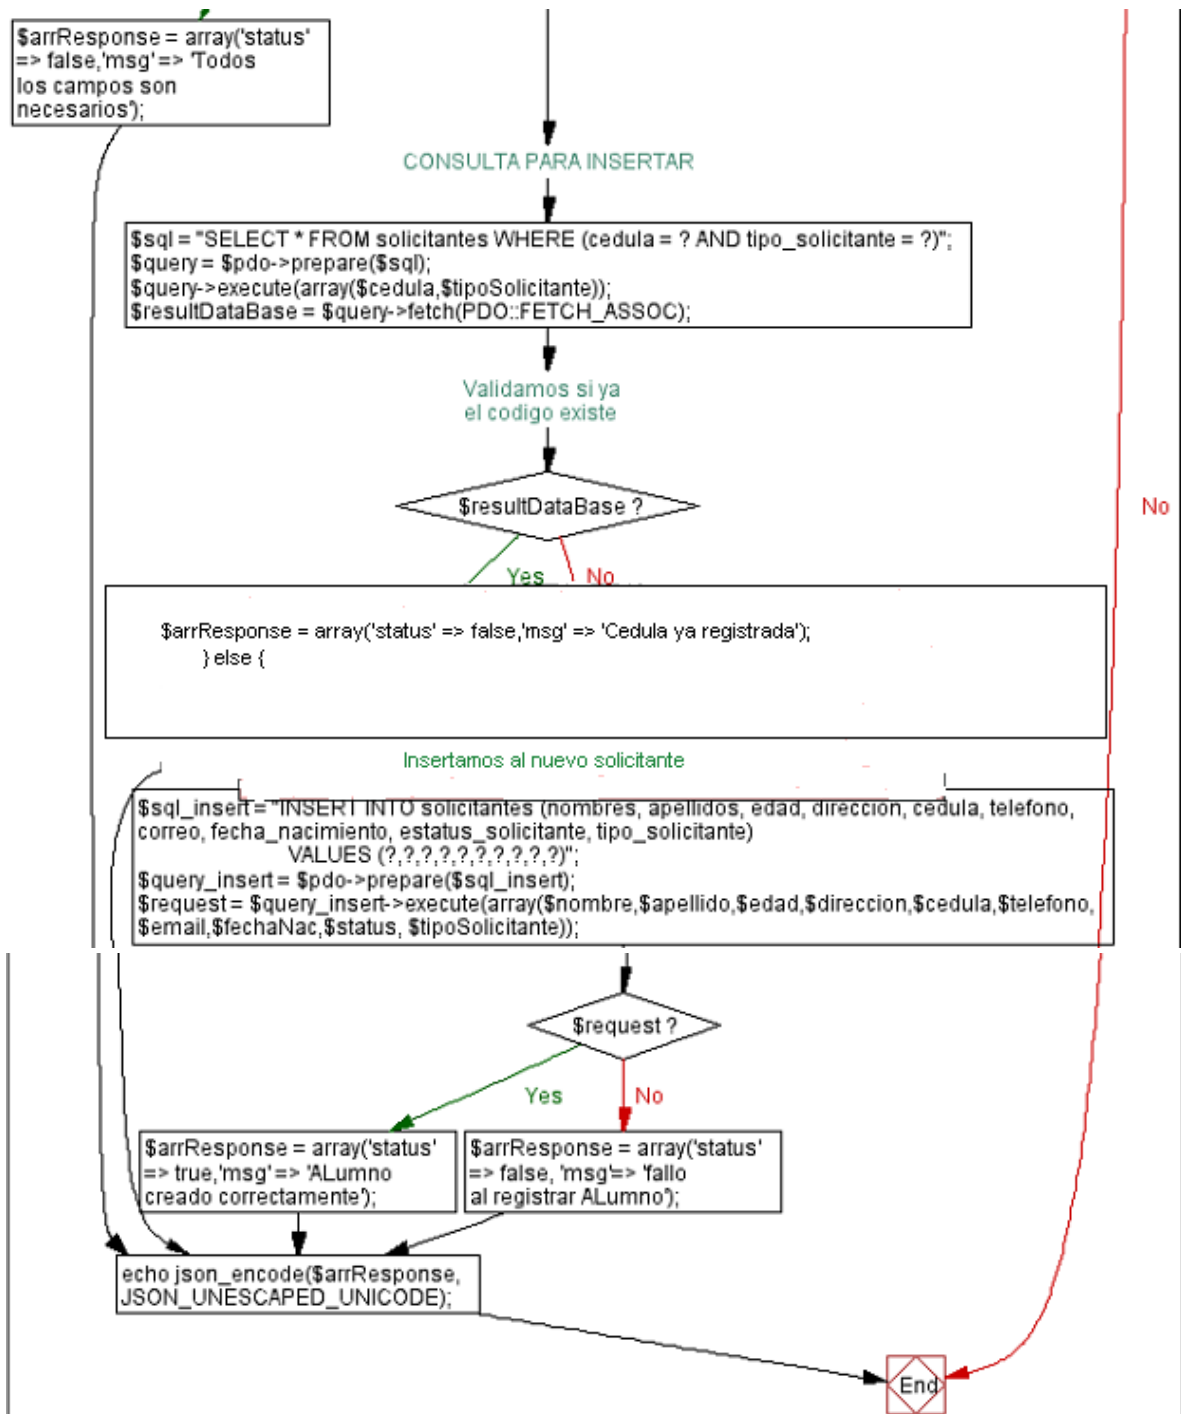 $arrResponse = array('status'
=> false,'msg' => 'Todos
los campos son
necesarios');
CONSULTA PARA INSERTAR
$sql = "SELECT * FROM solicitantes WHERE (cedula = ? AND tipo_solicitante = ?)";
$query = $pdo->prepare($sql);
$query->execute(array($cedula,$tipoSolicitante));
$resultDataBase = $query->fetch(PDO::FETCH_ASSOC);
Validamos si ya
el codigo existe
$resultDataBase ?
No
Yes No
$arrResponse = array('status' => false,'msg' => 'Cedula ya registrada');
} else {
Insertamos al nuevo solicitante
$sql_insert = "INSERT INTO solicitantes (nombres, apellidos, edad, direccion, cedula, telefono,
correo, fecha_nacimiento, estatus_solicitante, tipo_solicitante)
VALUES (?,?,?,?,?,?,?,?,?,?)";
$query_insert = $pdo->prepare($sql_insert);
$request = $query_insert->execute(array($nombre,$apellido,$edad,$direccion,$cedula,$telefono,
$email,$fechaNac,$status, $tipoSolicitante));
$request ?
Yes No
$arrResponse = array('status'
=> true,'msg' => 'ALumno
creado correctamente');
$arrResponse = array('status'
=> false, 'msg'=> 'fallo
al registrar ALumno');
echo json_encode($arrResponse,
JSON_UNESCAPED_UNICODE);
End